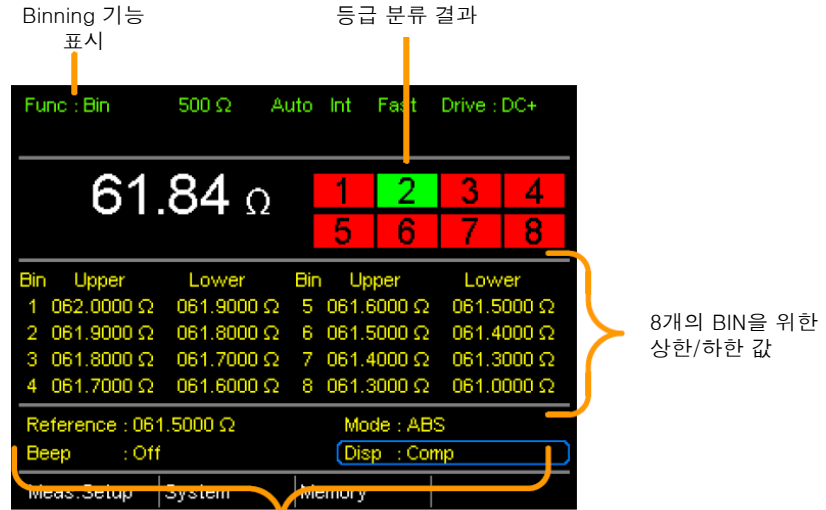 Binning 기능
표시
등급 분류 결과
Func : Bin 500 Ω Auto Int Fast Drive : DC+
61.84 Ω
1 2 3 4
5 6 7 8
Bin Upper Lower Bin Upper Lower
1 062.0000 Ω 061.9000 Ω 5 061.6000 Ω 061.5000 Ω
2 061.9000 Ω 061.8000 Ω 6 061.5000 Ω 061.4000 Ω
3 061.8000 Ω 061.7000 Ω 7 061.4000 Ω 061.3000 Ω
4 061.7000 Ω 061.6000 Ω 8 061.3000 Ω 061.0000 Ω
8개의 BIN을 위한
상한/하한 값
Reference : 061.5000 Ω Mode : ABS
Beep : Off Disp : Comp
Meas.Setup System Memory